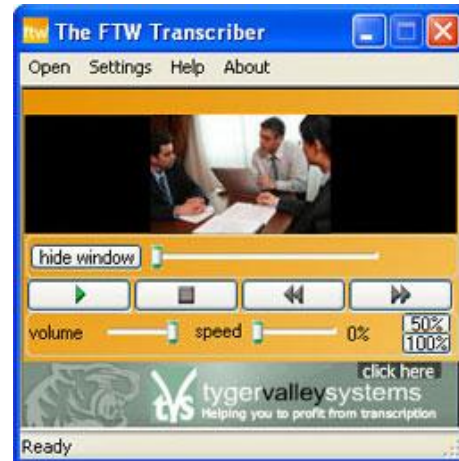 ftw The FTW Transcriber
Open Settings Help About
hide window
volume speed 0% 50%
100%
click here
tvs tygervalleysystems
Helping you to profit from transcription
Ready